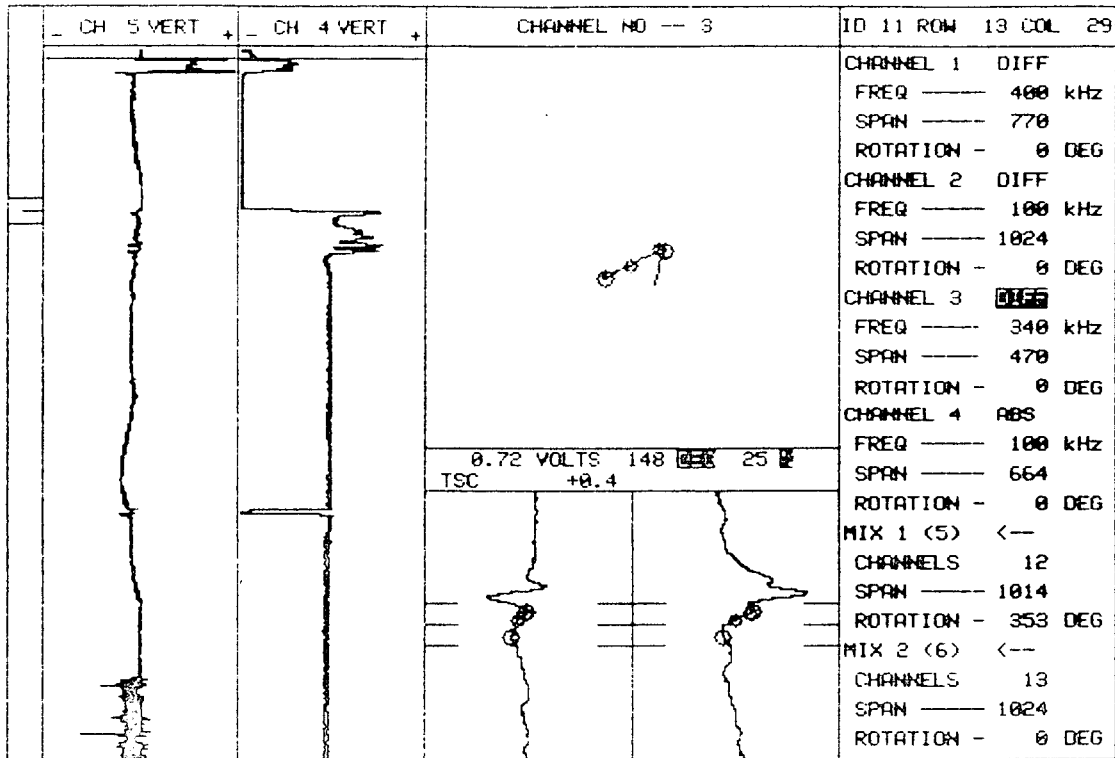 _ CH 5 VERT +
_ CH 4 VERT +
CHANNEL NO -- 3
ID 11 ROW 13 COL 29
CHANNEL 1 DIFF
FREQ ----- 400 kHz
SPAN ----- 770
ROTATION - 0 DEG
CHANNEL 2 DIFF
FREQ ----- 100 kHz
SPAN ----- 1024
ROTATION - 0 DEG
CHANNEL 3 DIFF
FREQ ----- 340 kHz
SPAN ----- 470
ROTATION - 0 DEG
CHANNEL 4 ABS
FREQ ----- 100 kHz
SPAN ----- 664
ROTATION - 0 DEG
MIX 1 (5) <--
CHANNELS 12
SPAN ----- 1014
ROTATION - 353 DEG
MIX 2 (6) <--
CHANNELS 13
SPAN ----- 1024
ROTATION - 0 DEG
0.72 VOLTS 148 DEG 25
TSC +0.4